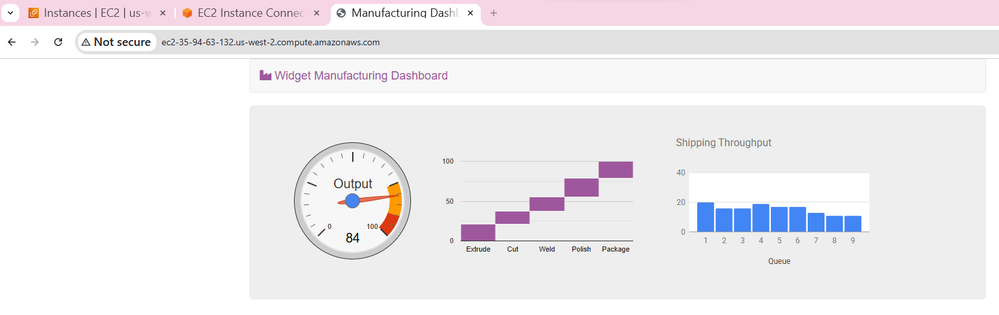 Instances | EC2 | us-w
EC2 Instance Connec
Manufacturing Dash
Not secure
ec2-35-94-63-132.us-west-2.compute.amazonaws.com
Widget Manufacturing Dashboard
Output
0
100
84
100
50
0
Extrude Cut Weld Polish Package
Shipping Throughput
40
20
0
1 2 3 4 5 6 7 8 9
Queue